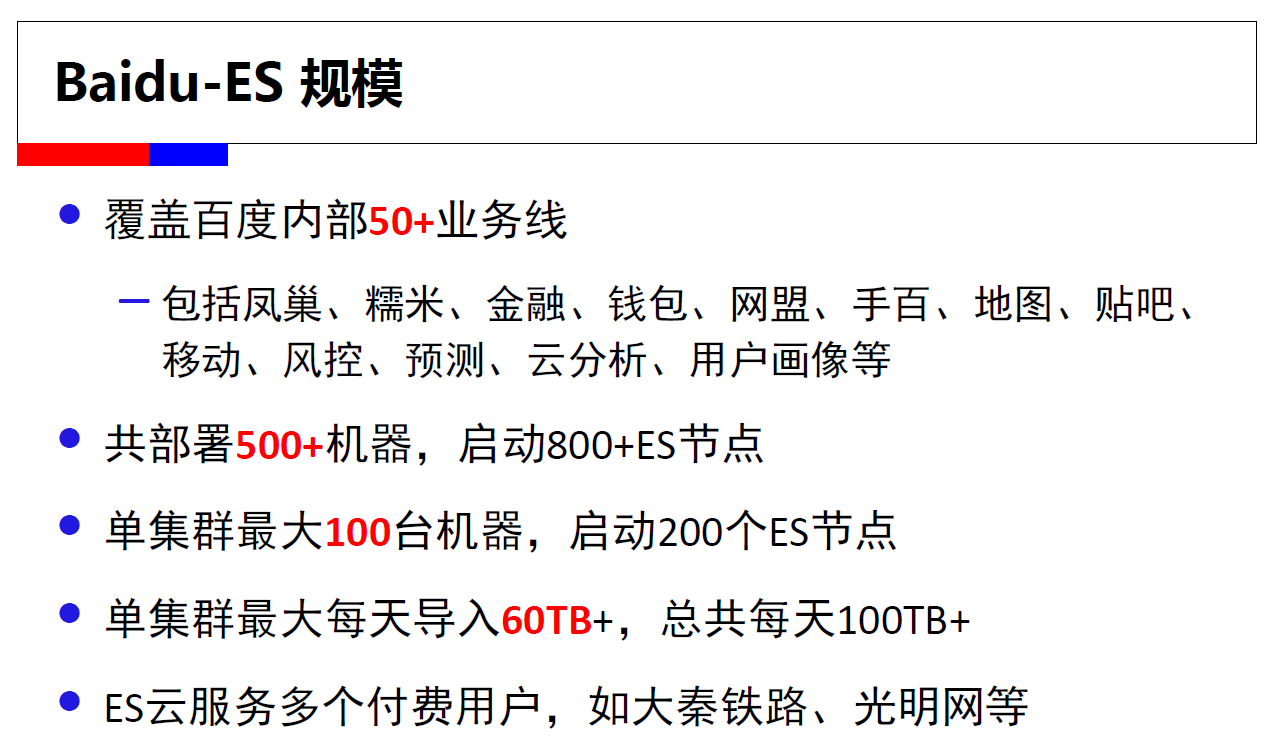 Baidu-ES 规模
覆盖百度内部50+业务线
包括凤巢、糯米、金融、钱包、网盟、手百、地图、贴吧、
移动、风控、预测、云分析、用户画像等
共部署500+机器，启动800+ES节点
单集群最大100台机器，启动200个ES节点
单集群最大每天导入60TB+，总共每天100TB+
ES云服务多个付费用户，如大秦铁路、光明网等